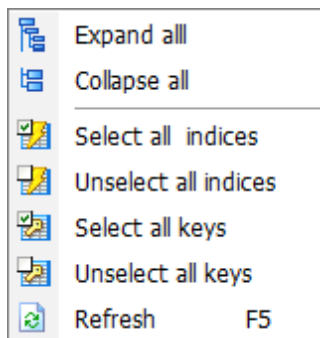 Expand alll
Collapse all
Select all  indices
Unselect all indices
Select all keys
Unselect all keys
Refresh F5